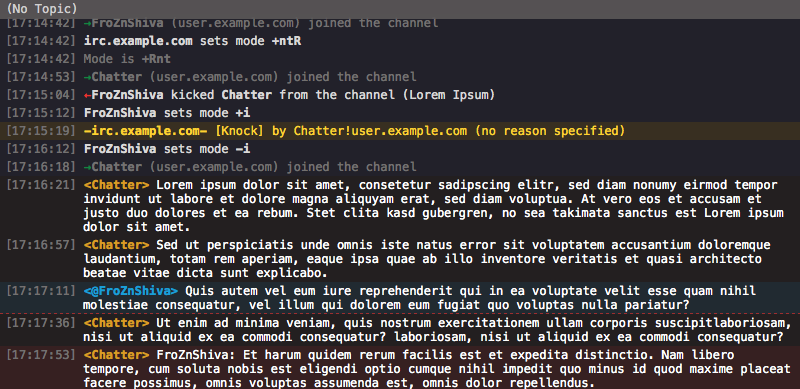 (No Topic)
[17:14:42] →FroZnShiva (user.example.com) joined the channel
[17:14:42] irc.example.com sets mode +ntR
[17:14:42] Mode is +Rnt
[17:14:53] →Chatter (user.example.com) joined the channel
[17:15:04] ←FroZnShiva kicked Chatter from the channel (Lorem Ipsum)
[17:15:12] FroZnShiva sets mode +i
[17:15:19] -irc.example.com- [Knock] by Chatter!user.example.com (no reason specified)
[17:16:12] FroZnShiva sets mode -i
[17:16:18] →Chatter (user.example.com) joined the channel
[17:16:21] <Chatter> Lorem ipsum dolor sit amet, consetetur sadipscing elitr, sed diam nonumy eirmod tempor
invidunt ut labore et dolore magna aliquyam erat, sed diam voluptua. At vero eos et accusam et
justo duo dolores et ea rebum. Stet clita kasd gubergren, no sea takimata sanctus est Lorem ipsum
dolor sit amet.
[17:16:57] <Chatter> Sed ut perspiciatis unde omnis iste natus error sit voluptatem accusantium doloremque
laudantium, totam rem aperiam, eaque ipsa quae ab illo inventore veritatis et quasi architecto
beatae vitae dicta sunt explicabo.
[17:17:11] <@FroZnShiva> Quis autem vel eum iure reprehenderit qui in ea voluptate velit esse quam nihil
molestiae consequatur, vel illum qui dolorem eum fugiat quo voluptas nulla pariatur?
[17:17:36] <Chatter> Ut enim ad minima veniam, quis nostrum exercitationem ullam corporis suscipitlaboriosam,
nisi ut aliquid ex ea commodi consequatur? laboriosam, nisi ut aliquid ex ea commodi consequatur?
[17:17:53] <Chatter> FroZnShiva: Et harum quidem rerum facilis est et expedita distinctio. Nam libero
tempore, cum soluta nobis est eligendi optio cumque nihil impedit quo minus id quod maxime placeat
facere possimus, omnis voluptas assumenda est, omnis dolor repellendus.